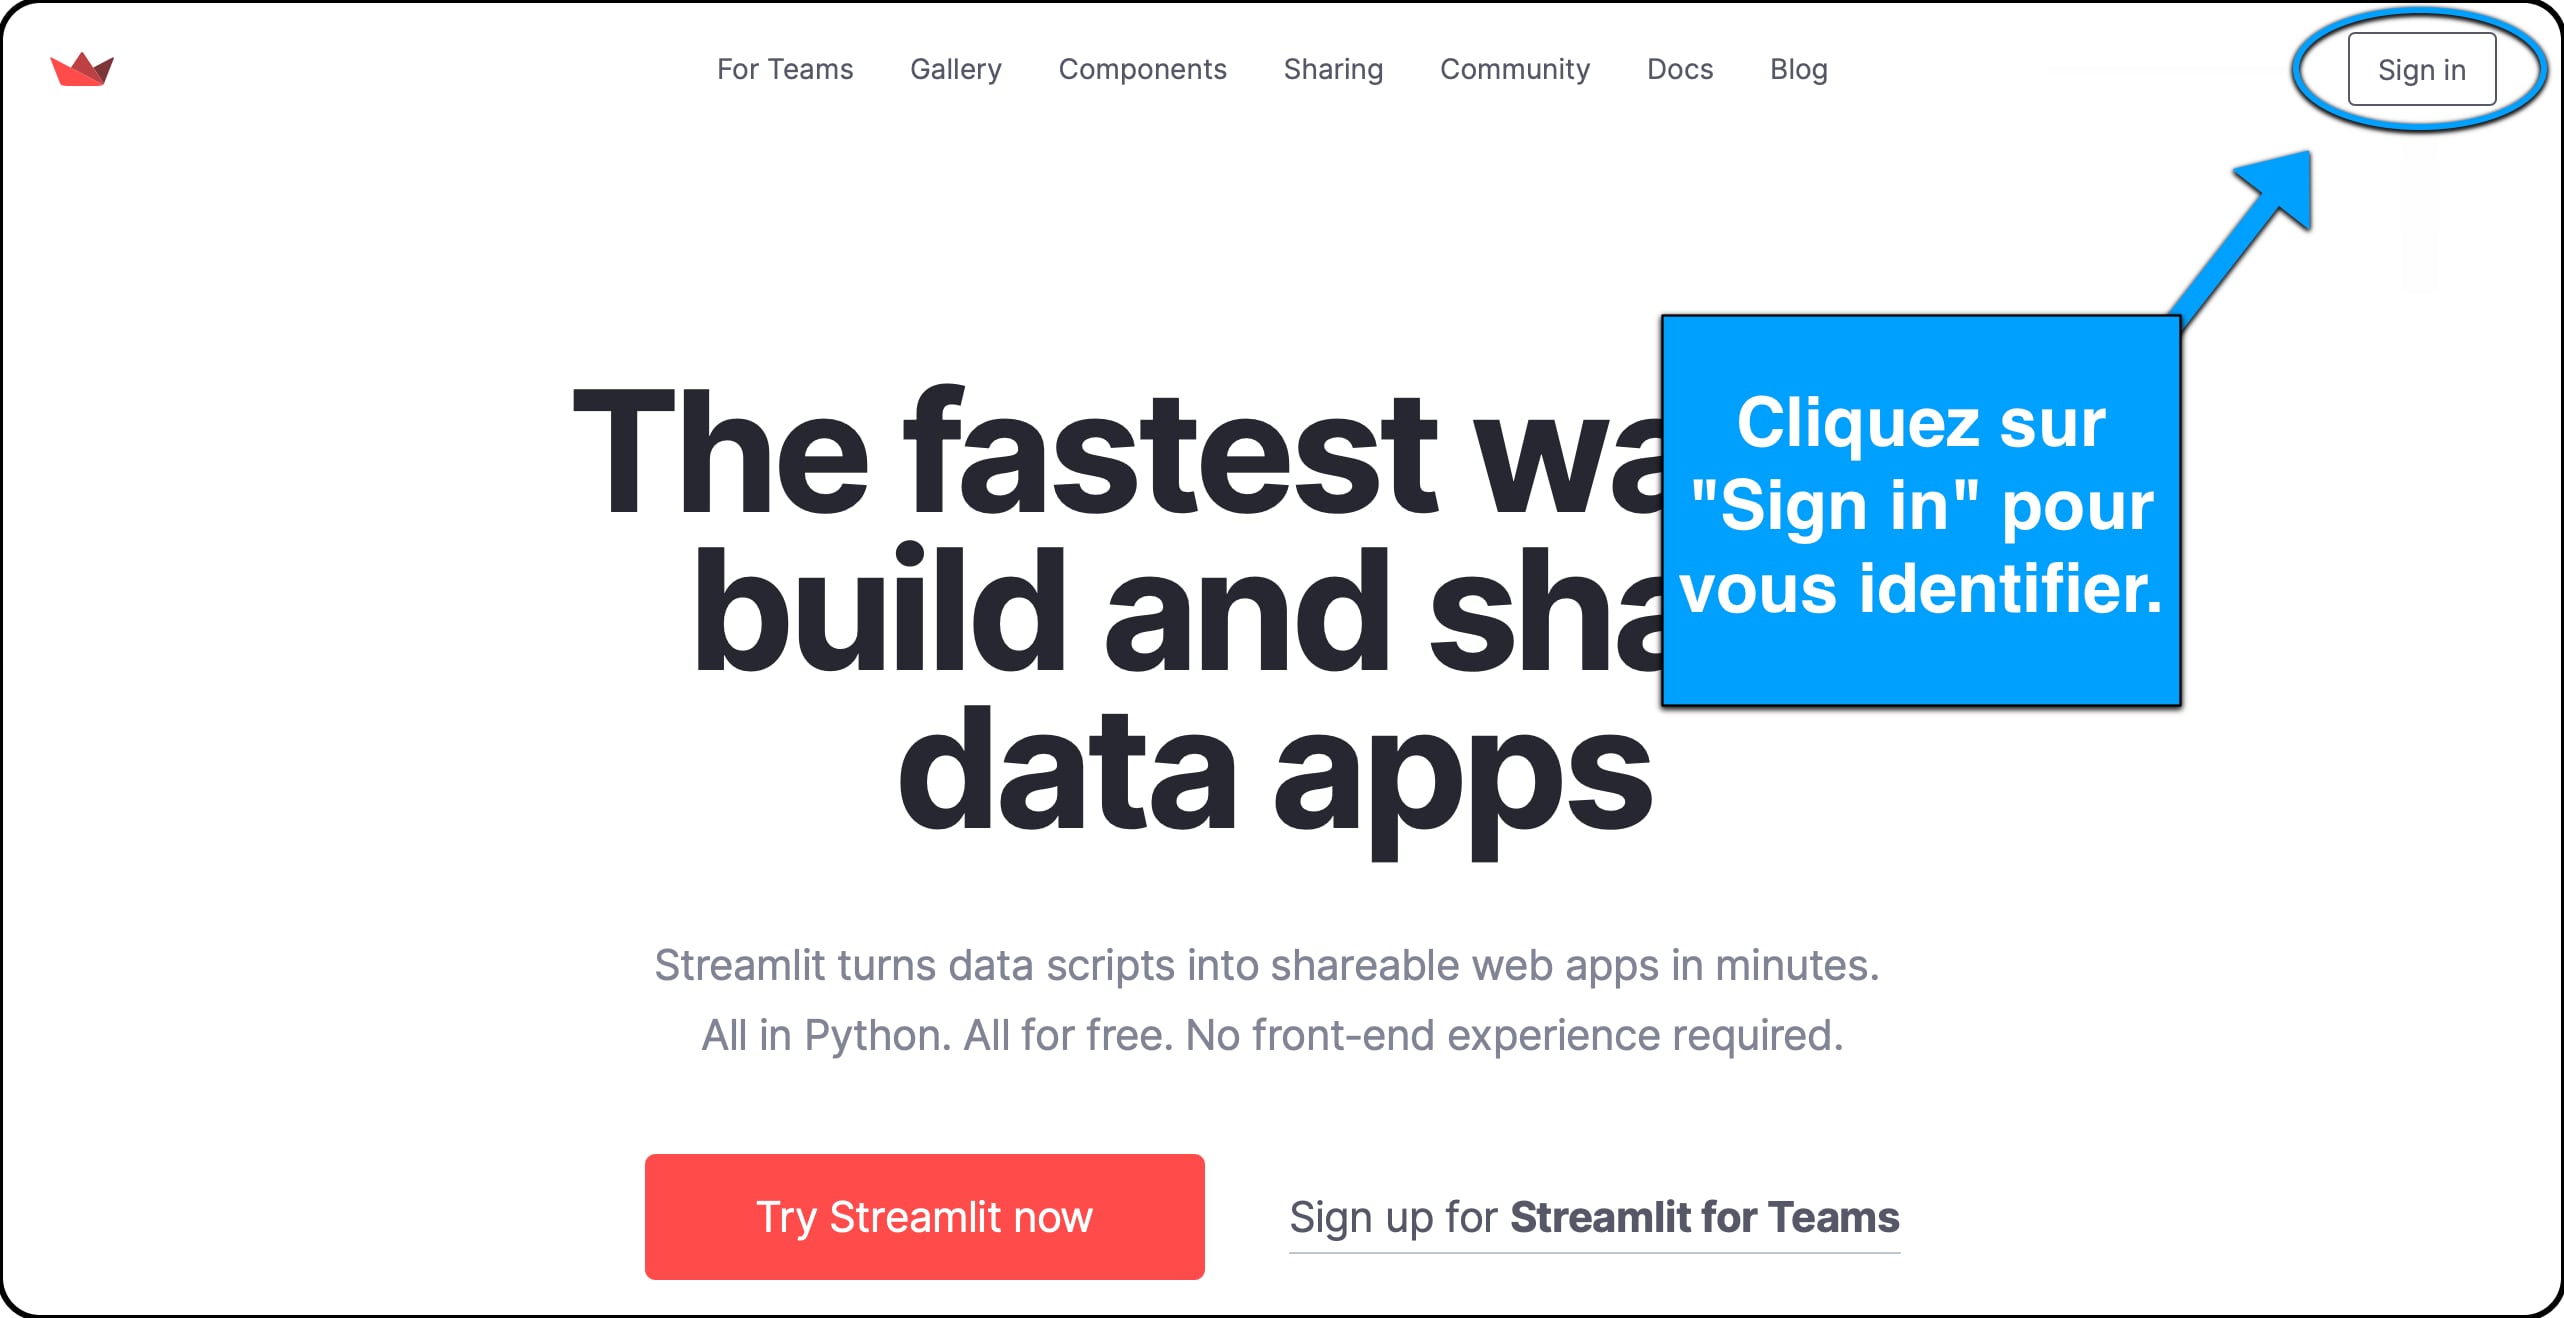 For Teams Gallery Components Sharing Community Docs Blog Sign in
The fastest
build and
data apps
Cliquez sur
"Sign in" pour
vous identifier.
Streamlit turns data scripts into shareable web apps in minutes.
All in Python. All for free. No front-end experience required.
Try Streamlit now
Sign up for Streamlit for Teams